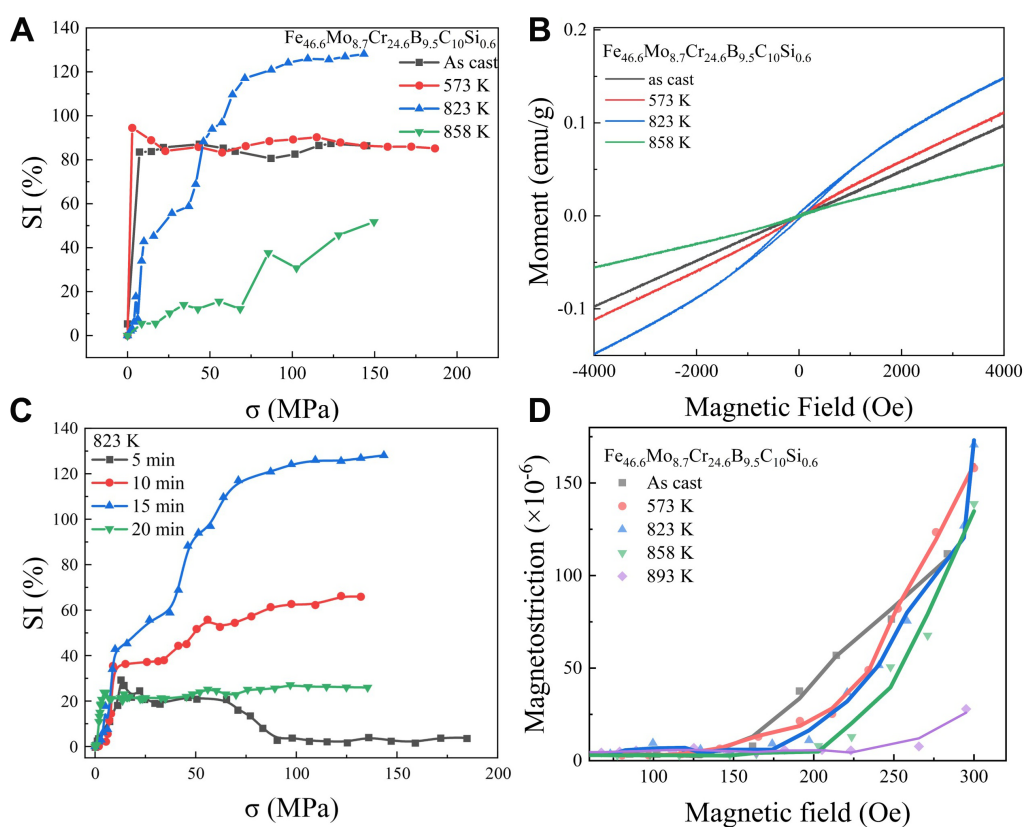 A
140
120
100
80
60
40
20
0
SI (%)
Fe46.6Mo8.7Cr24.6B9.5C10Si0.6
As cast
573 K
823 K
858 K
0 50 100 150 200
σ (MPa)
B
0.2
0.1
0.0
-0.1
Moment (emu/g)
Fe46.6Mo8.7Cr24.6B9.5C10Si0.6
as cast
573 K
823 K
858 K
-4000 -2000 0 2000 4000
Magnetic Field (Oe)
C
140
120
100
80
60
40
20
0
SI (%)
823 K
5 min
10 min
15 min
20 min
0 50 100 150 200
σ (MPa)
D
150
100
50
0
Magnetostriction (×10-6)
Fe46.6Mo8.7Cr24.6B9.5C10Si0.6
As cast
573 K
823 K
858 K
893 K
100 150 200 250 300
Magnetic field (Oe)